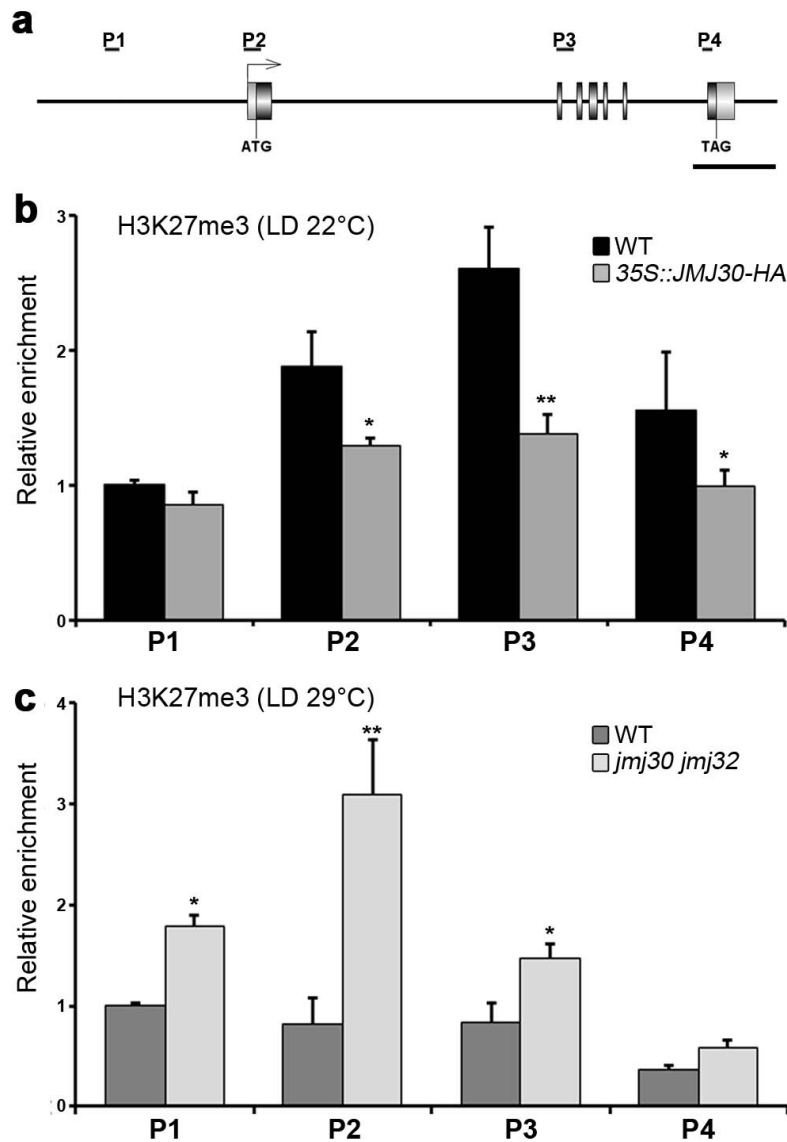 a
P1 P2 P3 P4
ATG TAG
b
H3K27me3 (LD 22°C)
WT
35S::JMJ30-HA
Relative enrichment
3
2
1
0
* ** *
P1 P2 P3 P4
c
H3K27me3 (LD 29°C)
WT
jmj30 jmj32
Relative enrichment
4
3
2
1
0
* ** *
P1 P2 P3 P4